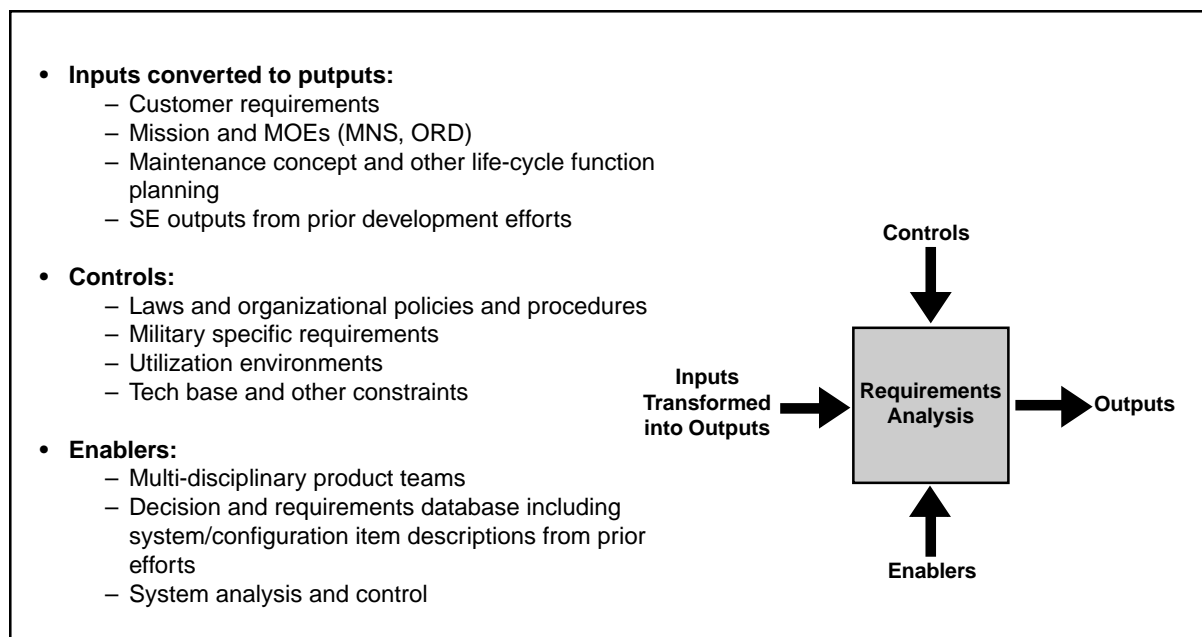 • Inputs converted to putputs:
– Customer requirements
– Mission and MOEs (MNS, ORD)
– Maintenance concept and other life-cycle function
planning
– SE outputs from prior development efforts
• Controls:
– Laws and organizational policies and procedures
– Military specific requirements
– Utilization environments
– Tech base and other constraints
• Enablers:
– Multi-disciplinary product teams
– Decision and requirements database including
system/configuration item descriptions from prior
efforts
– System analysis and control
Controls
Inputs
Transformed
into Outputs
Requirements
Analysis
Outputs
Enablers